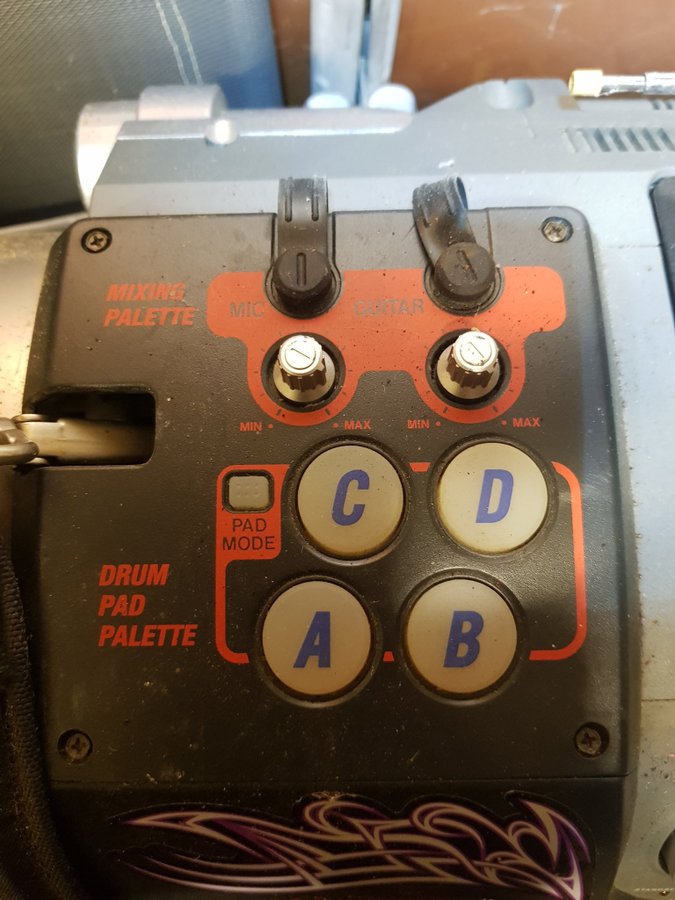 MIXING
PALETTE
MIC
GUITAR
MIN
MAX
MIN
MAX
C
D
PAD
MODE
DRUM
PAD
PALETTE
A
B